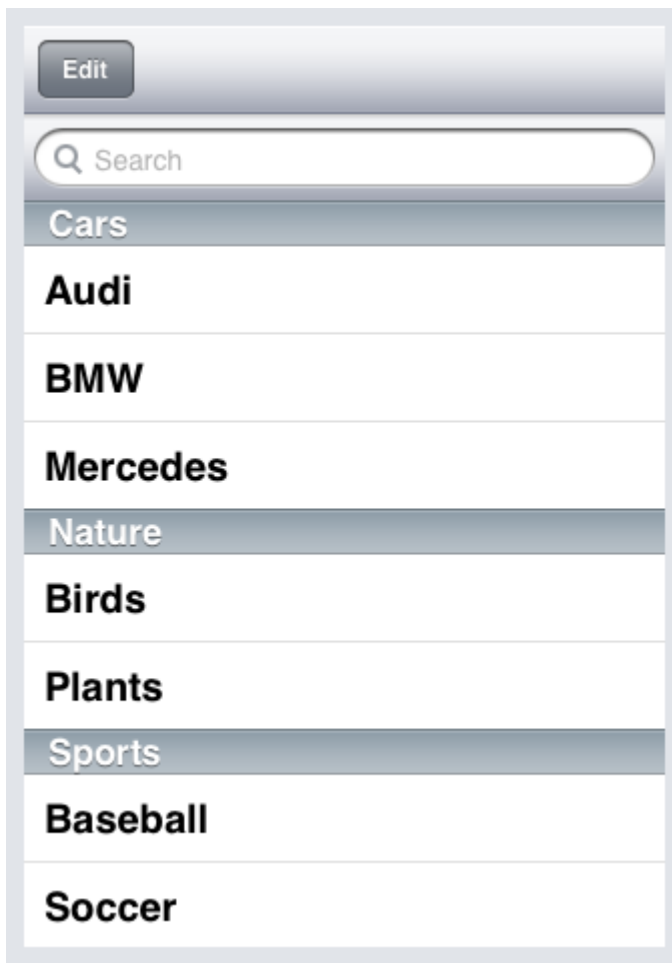 Edit
Search
Cars
Audi
BMW
Mercedes
Nature
Birds
Plants
Sports
Baseball
Soccer